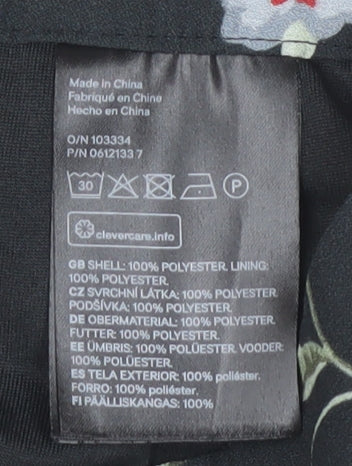 Made in China
Fabriqué en Chine
Hecho en China
O/N 103334
P/N 0612133 7
30 P
clevercare.info
GB SHELL: 100% POLYESTER. LINING:
100% POLYESTER.
CZ SVRCHNÍ LÁTKA: 100% POLYESTER.
PODŠÍVKA: 100% POLYESTER.
DE OBERMATERIAL: 100% POLYESTER.
FUTTER: 100% POLYESTER.
EE ÜMBRIS: 100% POLÜESTER. VOODER:
100% POLÜESTER.
ES TELA EXTERIOR: 100% poliéster.
FORRO: 100% poliéster.
FI PÄÄLLISKANGAS: 100%